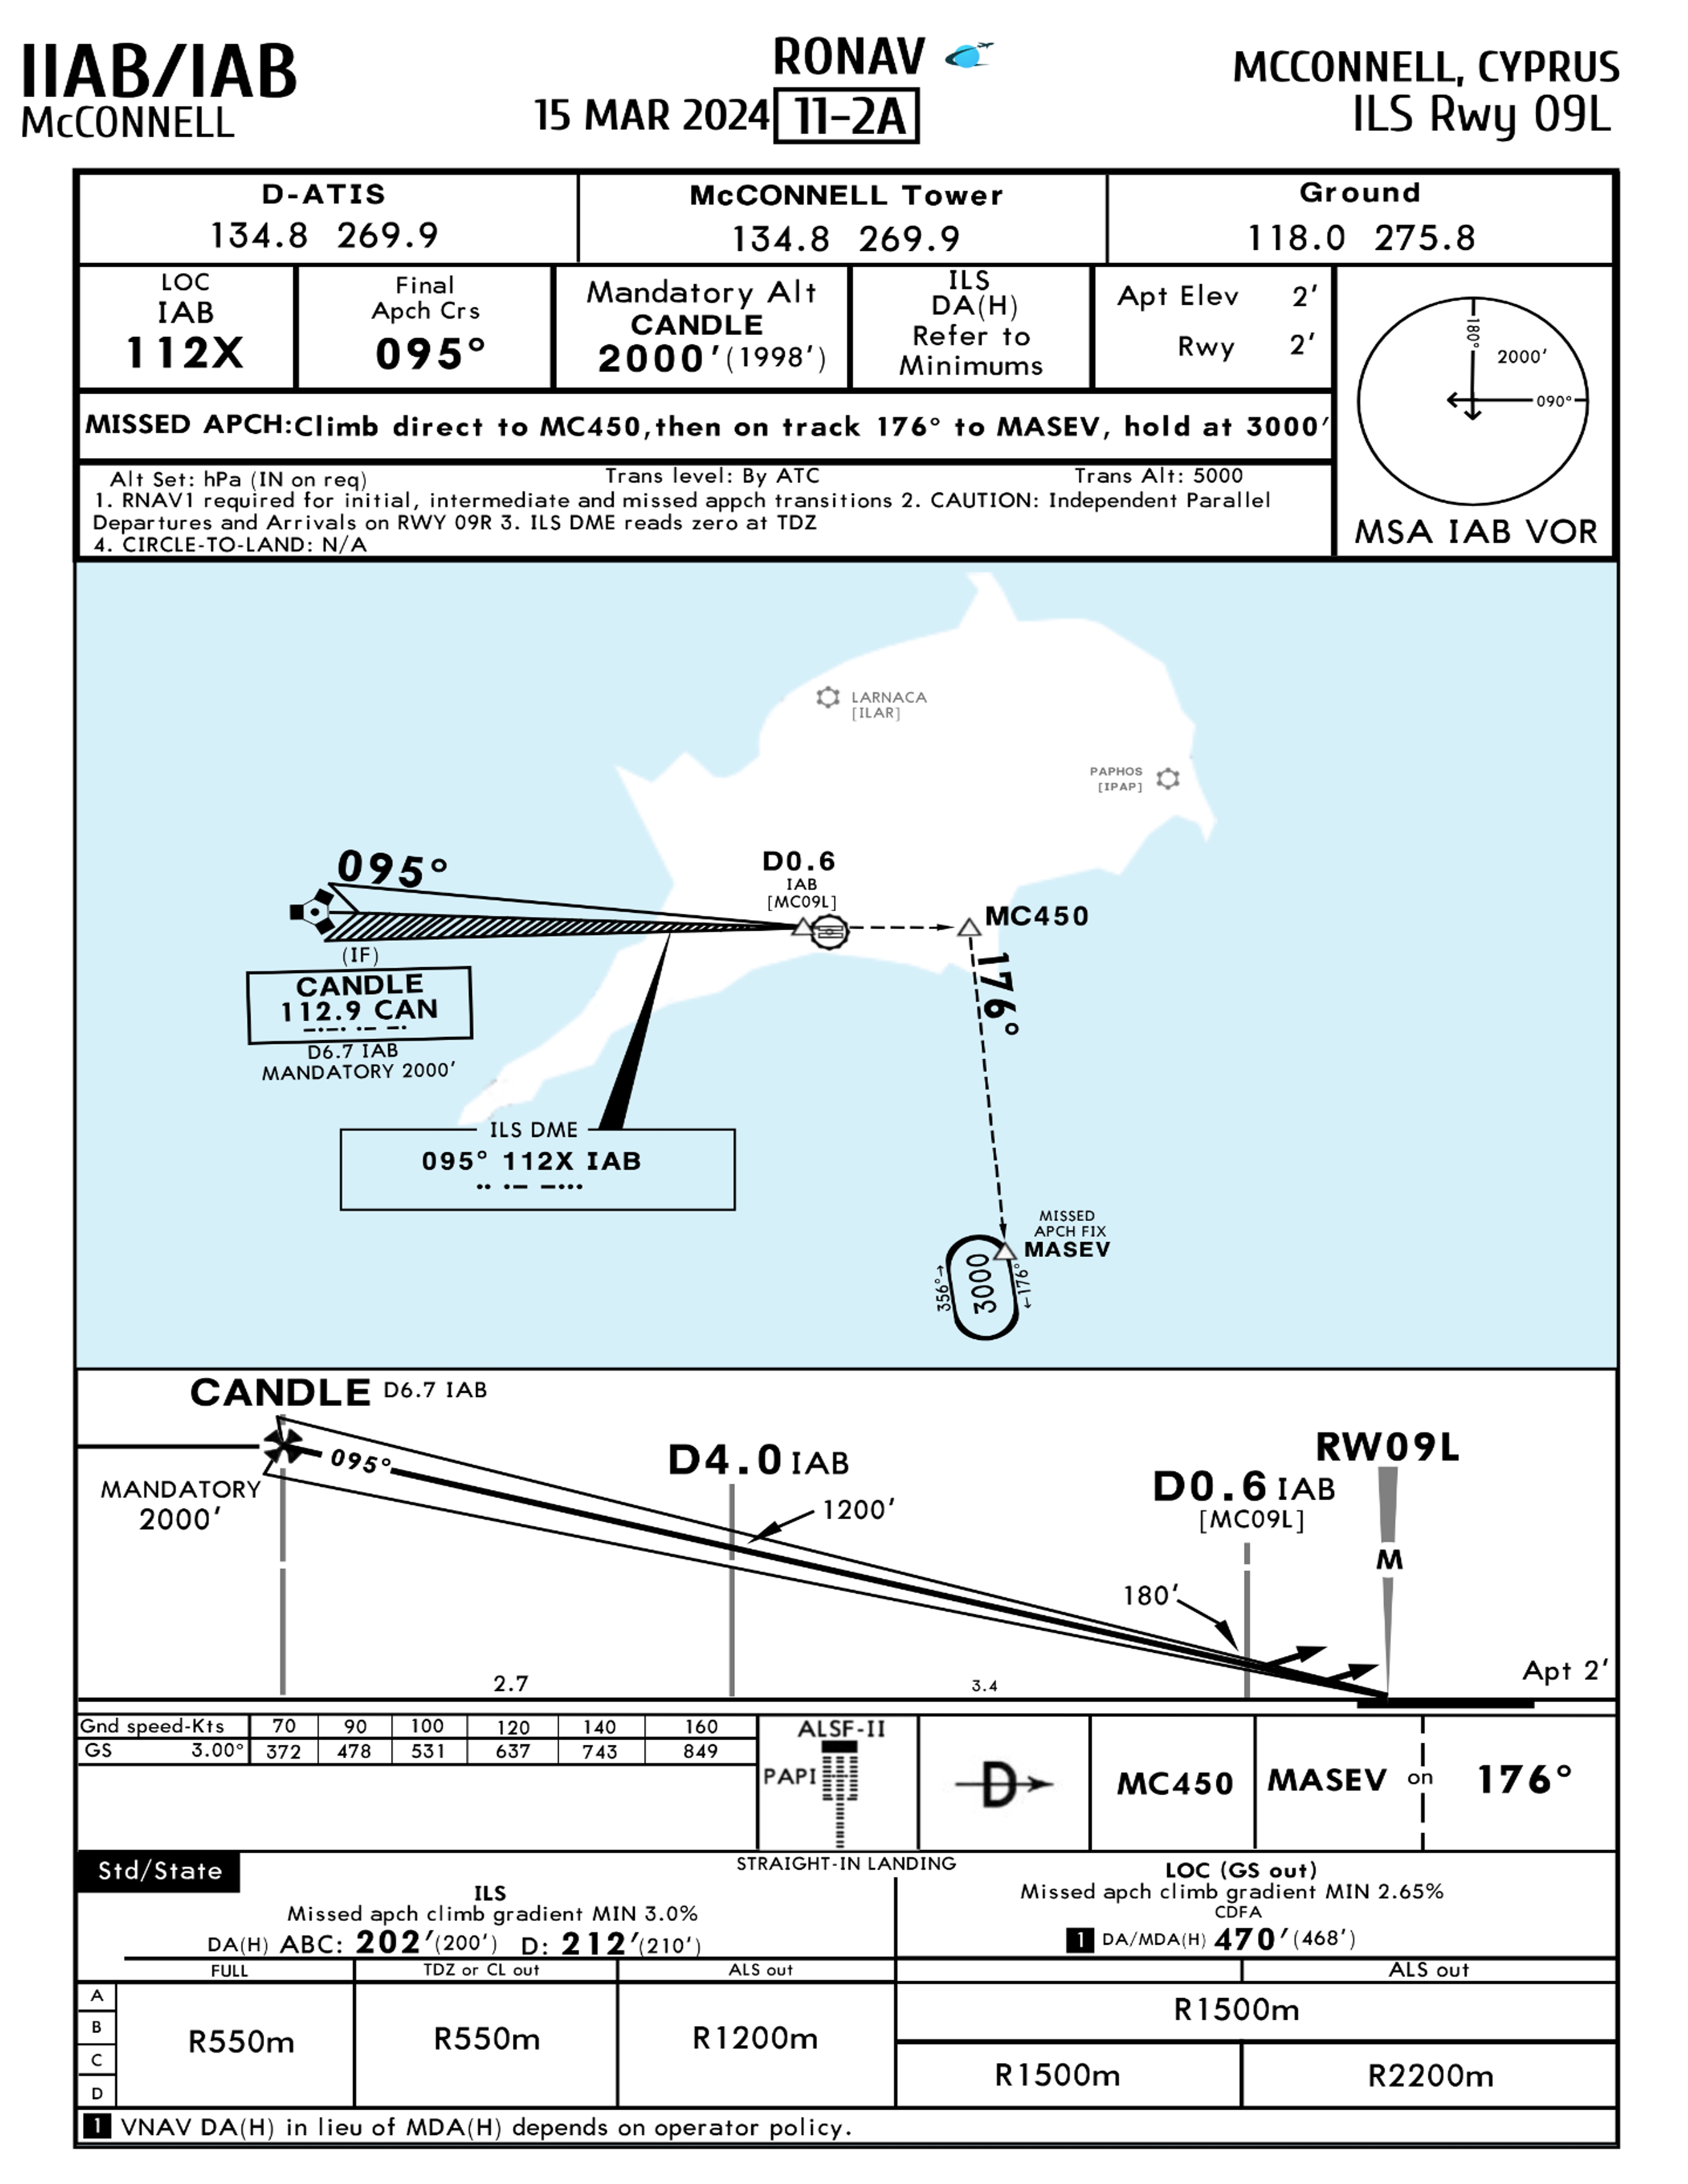 IIAB/IAB
McCONNELL
RONAV
15 MAR 2024 11-2A
MCCONNELL, CYPRUS
ILS Rwy 09L
D-ATIS
134.8 269.9
McCONNELL Tower
134.8 269.9
Ground
118.0 275.8
LOC
IAB
112X
Final
Apch Crs
095°
Mandatory Alt
CANDLE
2000'(1998')
ILS
DA(H)
Refer to
Minimums
Apt Elev 2'
Rwy 2'
180°
2000'
090°
MSA IAB VOR
MISSED APCH:Climb direct to MC450,then on track 176° to MASEV, hold at 3000'
Alt Set: hPa (IN on req) Trans level: By ATC Trans Alt: 5000
1. RNAV1 required for initial, intermediate and missed appch transitions 2. CAUTION: Independent Parallel
Departures and Arrivals on RWY 09R 3. ILS DME reads zero at TDZ
4. CIRCLE-TO-LAND: N/A
LARNACA
[ILAR]
PAPHOS
[IPAP]
095°
D0.6
IAB
[MC09L]
MC450
176°
(IF)
CANDLE
112.9 CAN
D6.7 IAB
MANDATORY 2000'
ILS DME
095° 112X IAB
MISSED
APCH FIX
MASEV
3000
356°→
←176°
CANDLE D6.7 IAB
095°
MANDATORY
2000'
D4.0 IAB
1200'
D0.6 IAB
[MC09L]
180'
RW09L
M
Apt 2'
2.7
3.4
Gnd speed-Kts 70 90 100 120 140 160
GS 3.00° 372 478 531 637 743 849
ALSF-II
PAPI
D
MC450
MASEV on 176°
Std/State
STRAIGHT-IN LANDING
ILS
Missed apch climb gradient MIN 3.0%
DA(H) ABC: 202'(200') D: 212'(210')
LOC (GS out)
Missed apch climb gradient MIN 2.65%
CDFA
1 DA/MDA(H) 470'(468')
FULL TDZ or CL out ALS out
ALS out
A
B
C
D
R550m
R550m
R1200m
R1500m
R1500m
R2200m
1 VNAV DA(H) in lieu of MDA(H) depends on operator policy.